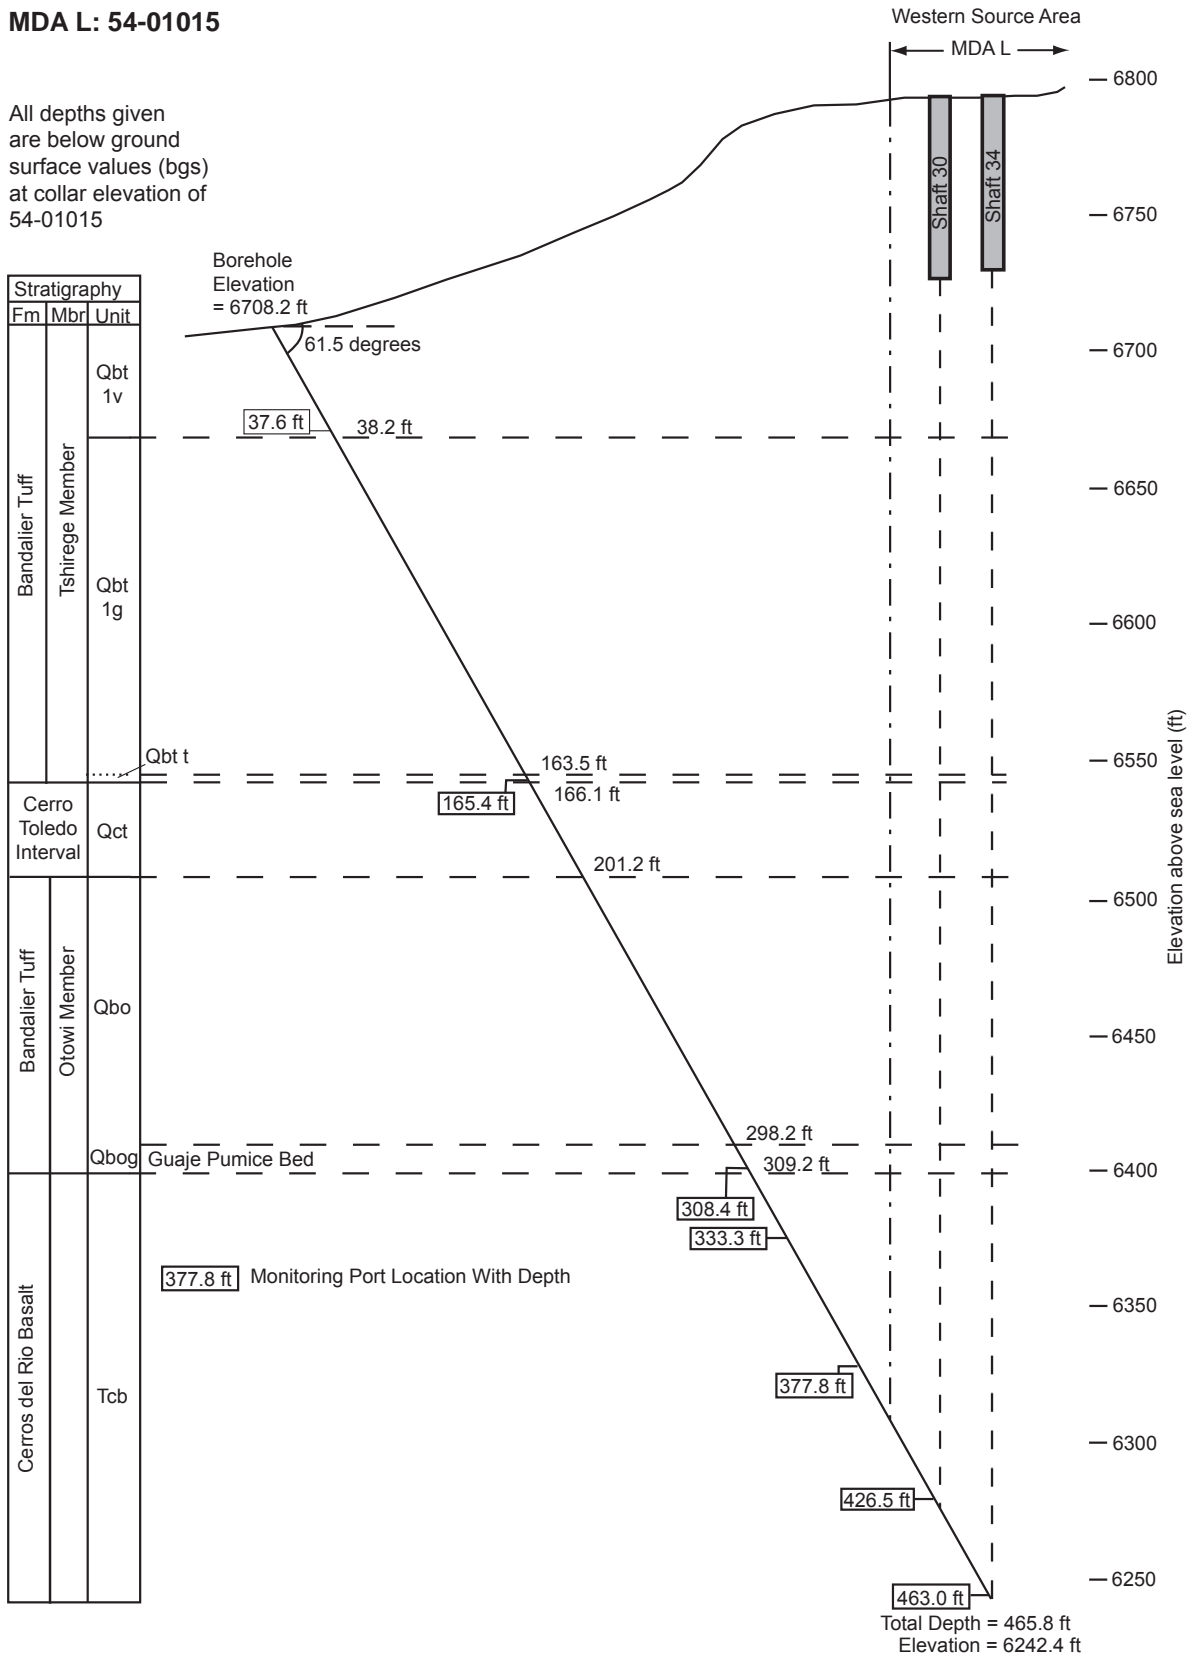 MDA L: 54-01015
Western Source Area
MDA L
All depths given
are below ground
surface values (bgs)
at collar elevation of
54-01015
Shaft 30
Shaft 34
6800
6750
6700
6650
6600
6550
6500
6450
6400
6350
6300
6250
Elevation above sea level (ft)
Borehole
Elevation
= 6708.2 ft
61.5 degrees
Stratigraphy
Fm Mbr Unit
Bandalier Tuff
Tshirege Member
Qbt
1v
37.6 ft
38.2 ft
Qbt
1g
Qbt t
163.5 ft
165.4 ft
166.1 ft
Cerro
Toledo
Interval
Qct
201.2 ft
Bandalier Tuff
Otowi Member
Qbo
298.2 ft
Qbog
Guaje Pumice Bed
309.2 ft
308.4 ft
333.3 ft
Cerros del Rio Basalt
Tcb
377.8 ft Monitoring Port Location With Depth
377.8 ft
426.5 ft
463.0 ft
Total Depth = 465.8 ft
Elevation = 6242.4 ft